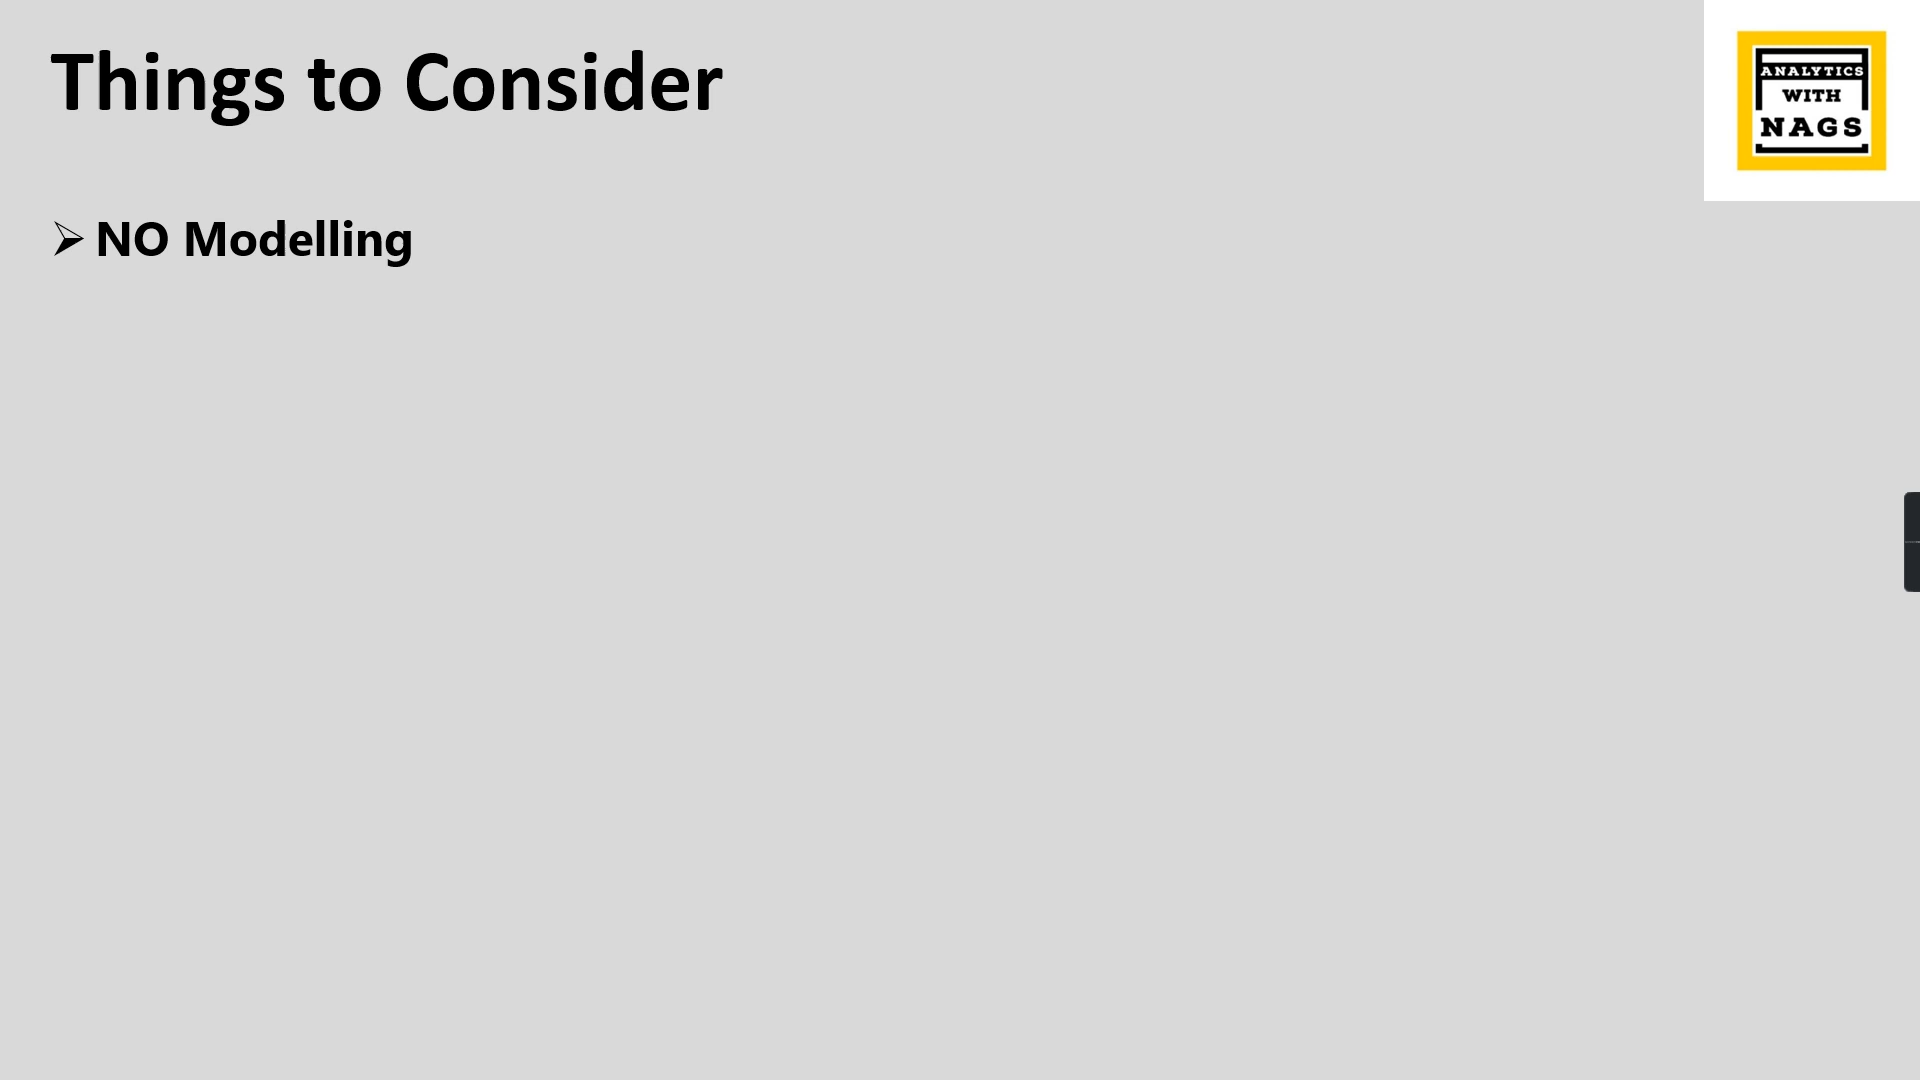 Things to Consider
ANALYTICS
WITH
NAGS
➢ NO Modelling